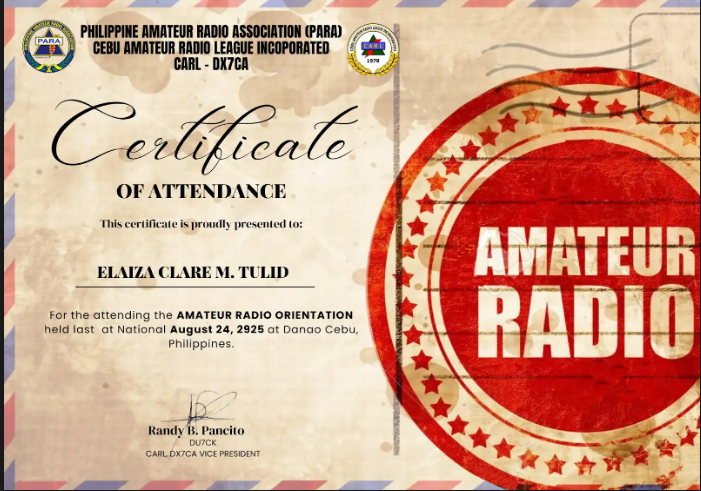 PHILIPPINE AMATEUR RADIO ASSOCIATION (PARA)
CEBU AMATEUR RADIO LEAGUE INCOPORATED
CARL - DX7CA
PARA
CARL
1978
Certificate
OF ATTENDANCE
This certificate is proudly presented to:
ELAIZA CLARE M. TULID
For the attending the AMATEUR RADIO ORIENTATION
held last at National August 24, 2925 at Danao Cebu,
Philippines.
Randy B. Pancito
DU7CK
CARL, DX7CA VICE PRESIDENT
AMATEUR
RADIO